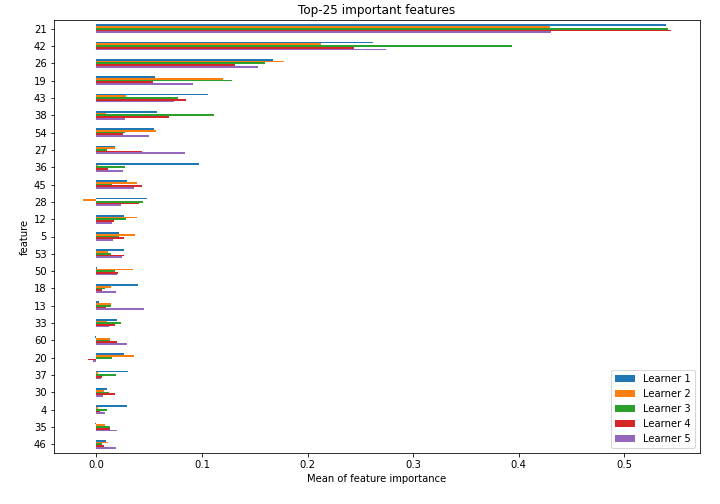 Top-25 important features
21
42
26
19
43
38
54
27
36
45
28
12
5
53
50
18
13
33
60
20
37
30
4
35
46
feature
Learner 1
Learner 2
Learner 3
Learner 4
Learner 5
0.0 0.1 0.2 0.3 0.4 0.5
Mean of feature importance